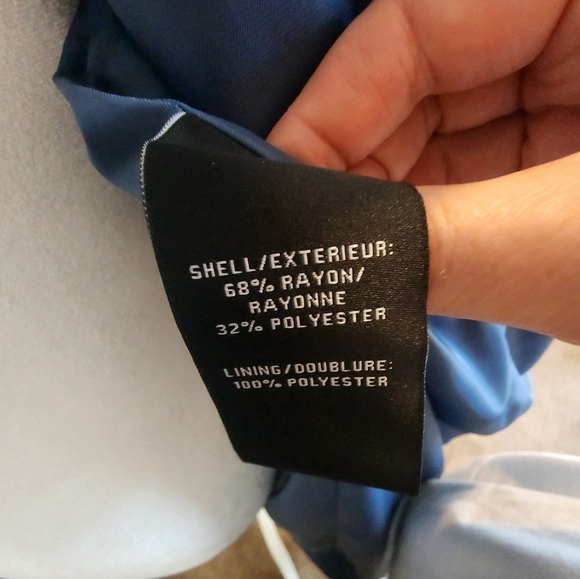 SHELL/EXTERIEUR:
68% RAYON/
RAYONNE
32% POLYESTER
LINING/DOUBLURE:
100% POLYESTER